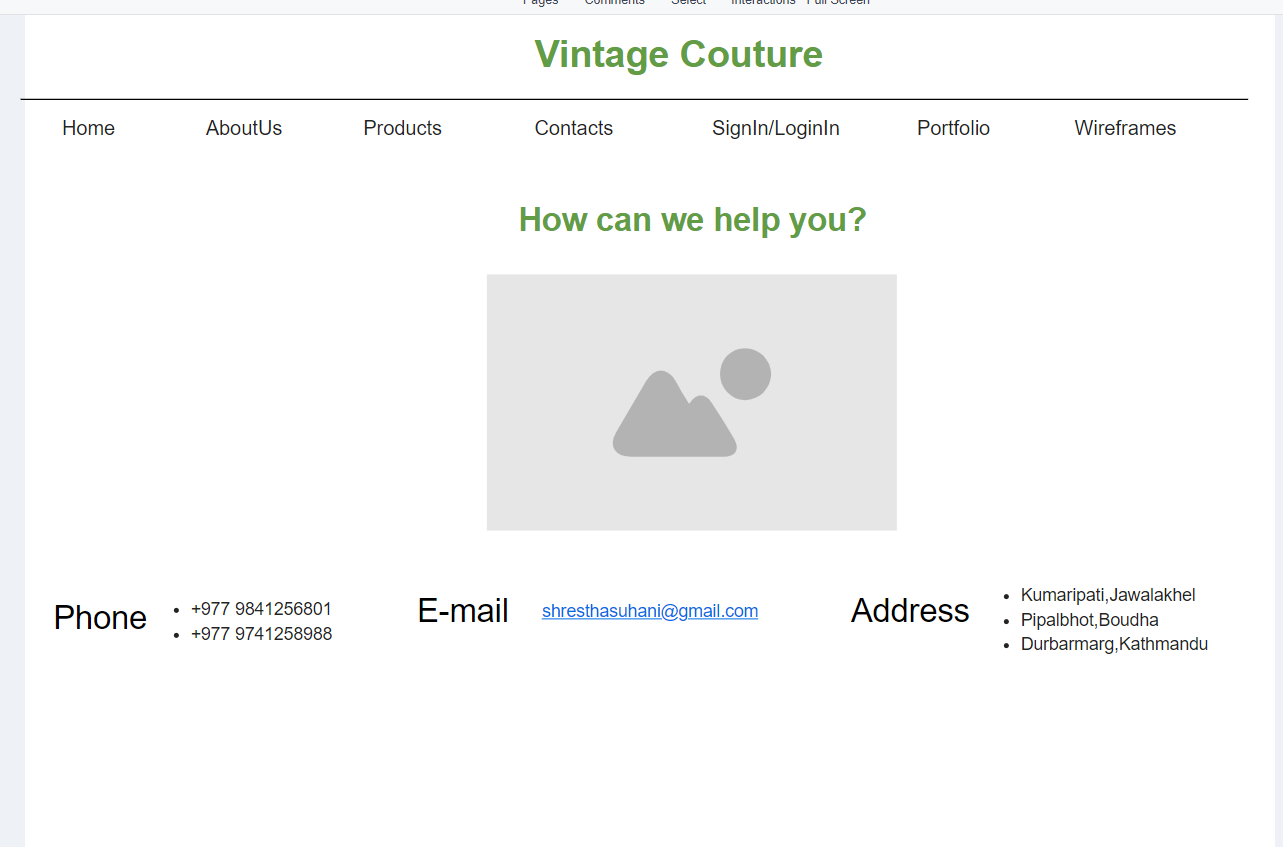 Pages Comments Select Interactions Full Screen
Vintage Couture
Home AboutUs Products Contacts SignIn/LoginIn Portfolio Wireframes
How can we help you?
Phone
+977 9841256801
+977 9741258988
E-mail shresthasuhani@gmail.com
Address
Kumaripati,Jawalakhel
Pipalbhot,Boudha
Durbarmarg,Kathmandu